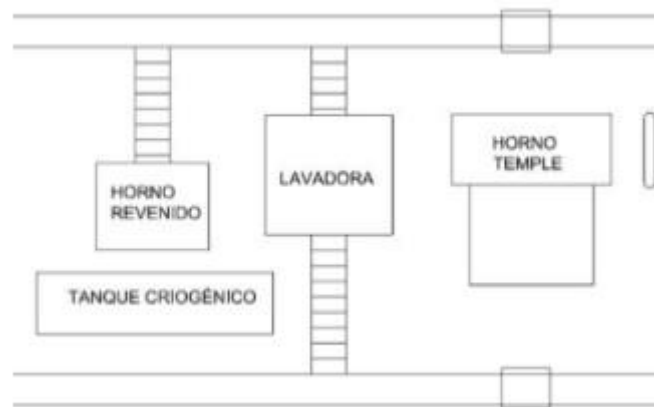 HORNO
TEMPLE
LAVADORA
HORNO
REVENIDO
TANQUE CRIOGÉNICO